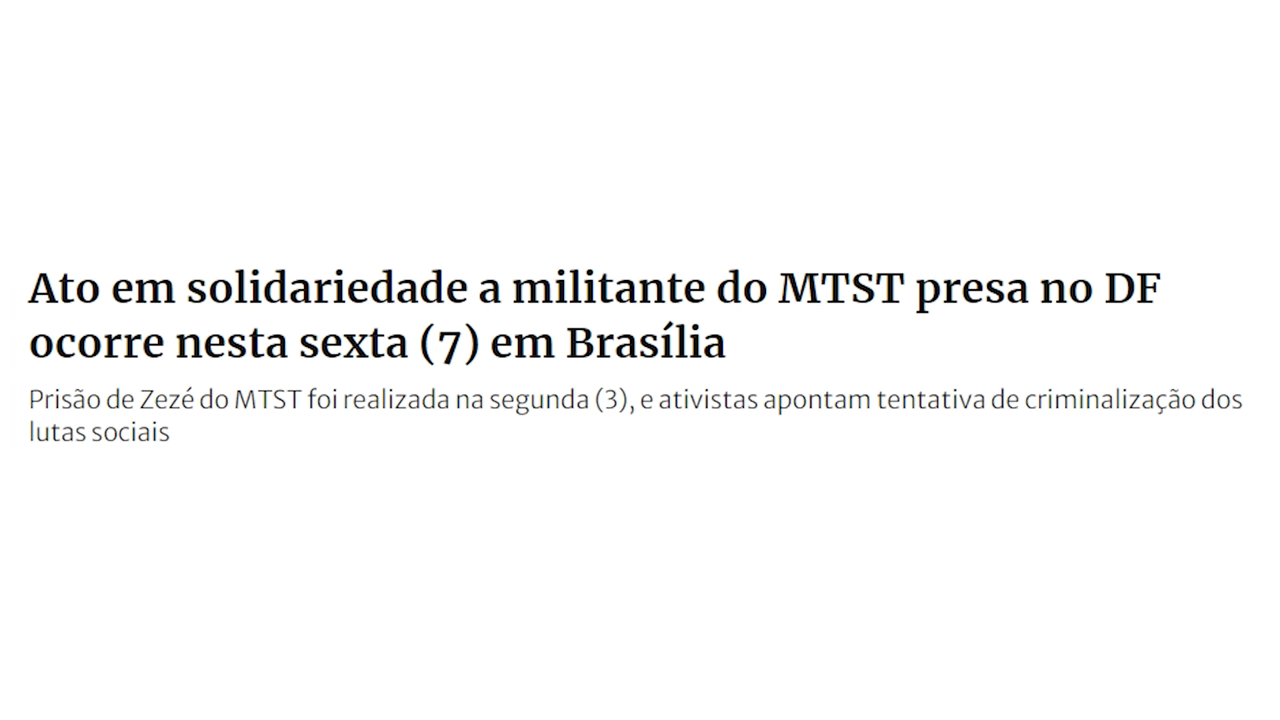 Ato em solidariedade a militante do MTST presa no DF
ocorre nesta sexta (7) em Brasília
Prisão de Zezé do MTST foi realizada na segunda (3), e ativistas apontam tentativa de criminalização dos
lutas sociais